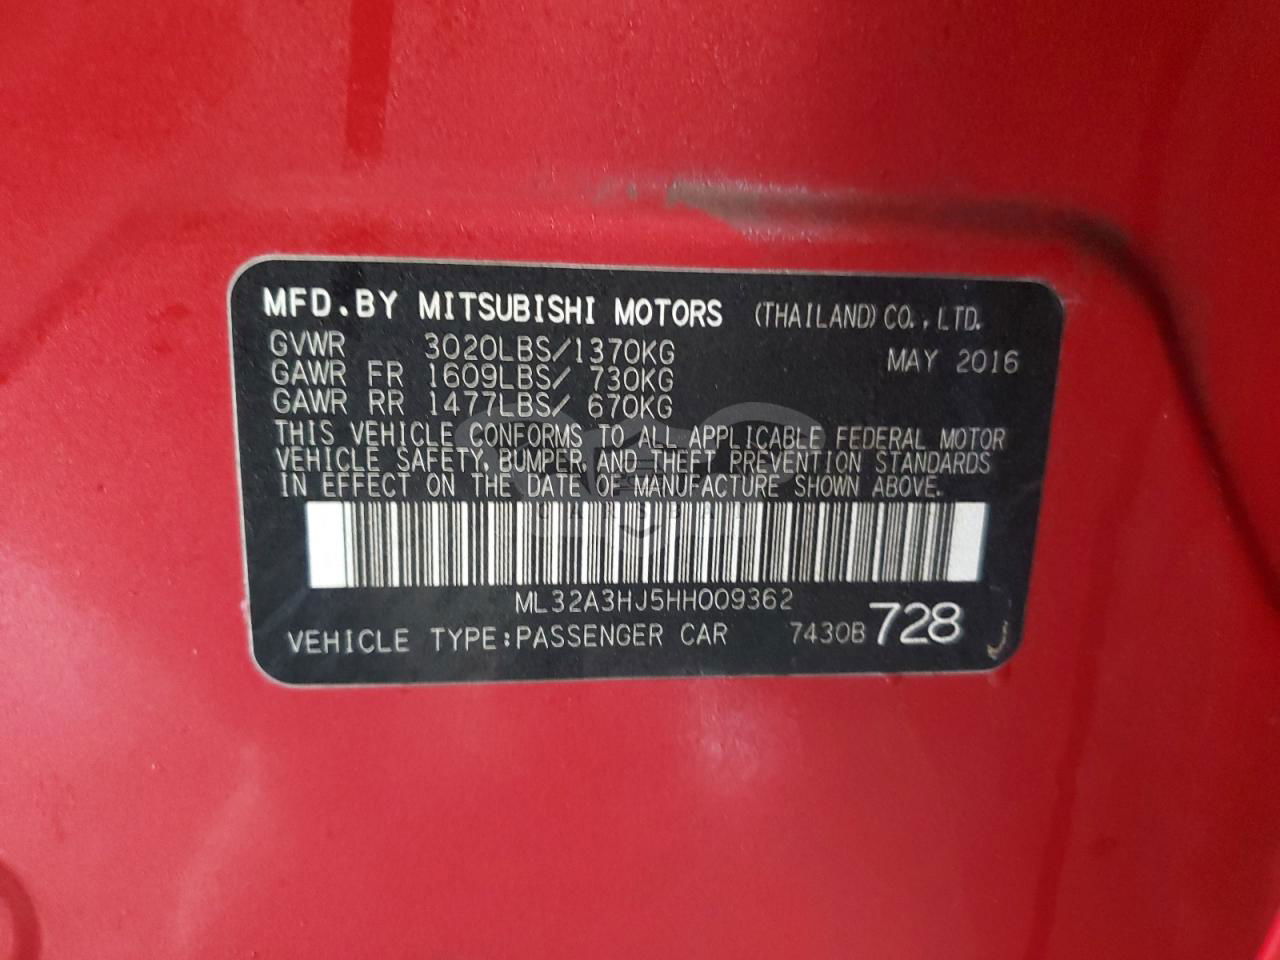 MFD.BY MITSUBISHI MOTORS (THAILAND) CO.,LTD.
GVWR 3020LBS/1370KG MAY 2016
GAWR FR 1609LBS/ 730KG
GAWR RR 1477LBS/ 670KG
THIS VEHICLE CONFORMS TO ALL APPLICABLE FEDERAL MOTOR
VEHICLE SAFETY, BUMPER, AND THEFT PREVENTION STANDARDS
IN EFFECT ON THE DATE OF MANUFACTURE SHOWN ABOVE.
ML32A3HJ5HH009362
VEHICLE TYPE:PASSENGER CAR 7430B 728